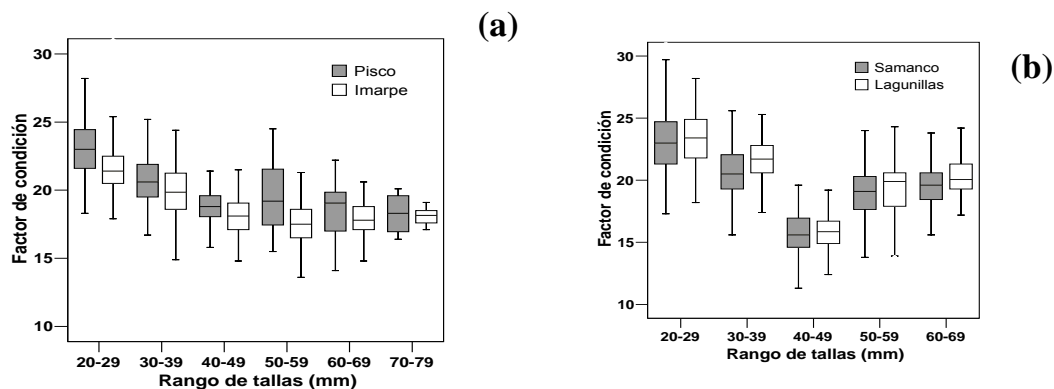 (a)
Pisco
Imarpe
30
25
20
15
10
Factor de condición
20-29 30-39 40-49 50-59 60-69 70-79
Rango de tallas (mm)
(b)
Samanco
Lagunillas
30
25
20
15
10
Factor de condición
20-29 30-39 40-49 50-59 60-69
Rango de tallas (mm)